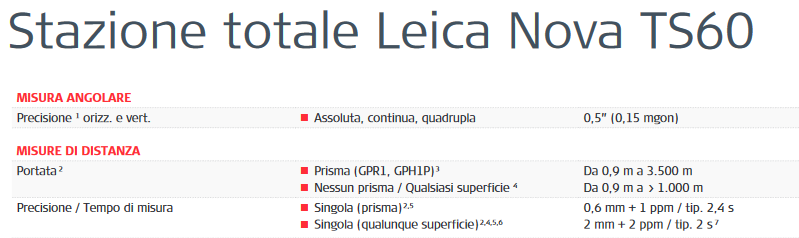 Stazione totale Leica Nova TS60
MISURA ANGOLARE
Precisione ¹ orizz. e vert. ■ Assoluta, continua, quadrupla 0,5" (0,15 mgon)
MISURE DI DISTANZA
Portata ² ■ Prisma (GPR1, GPH1P) ³ Da 0,9 m a 3.500 m
■ Nessun prisma / Qualsiasi superficie ⁴ Da 0,9 m a > 1.000 m
Precisione / Tempo di misura ■ Singola (prisma) ²,⁵ 0,6 mm + 1 ppm / tip. 2,4 s
■ Singola (qualunque superficie) ²,⁴,⁵,⁶ 2 mm + 2 ppm / tip. 2 s ⁷